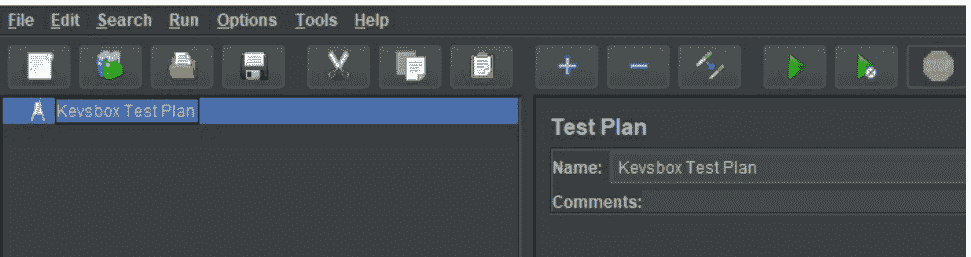 File Edit Search Run Options Tools Help
Kevsbox Test Plan
Test Plan
Name: Kevsbox Test Plan
Comments: